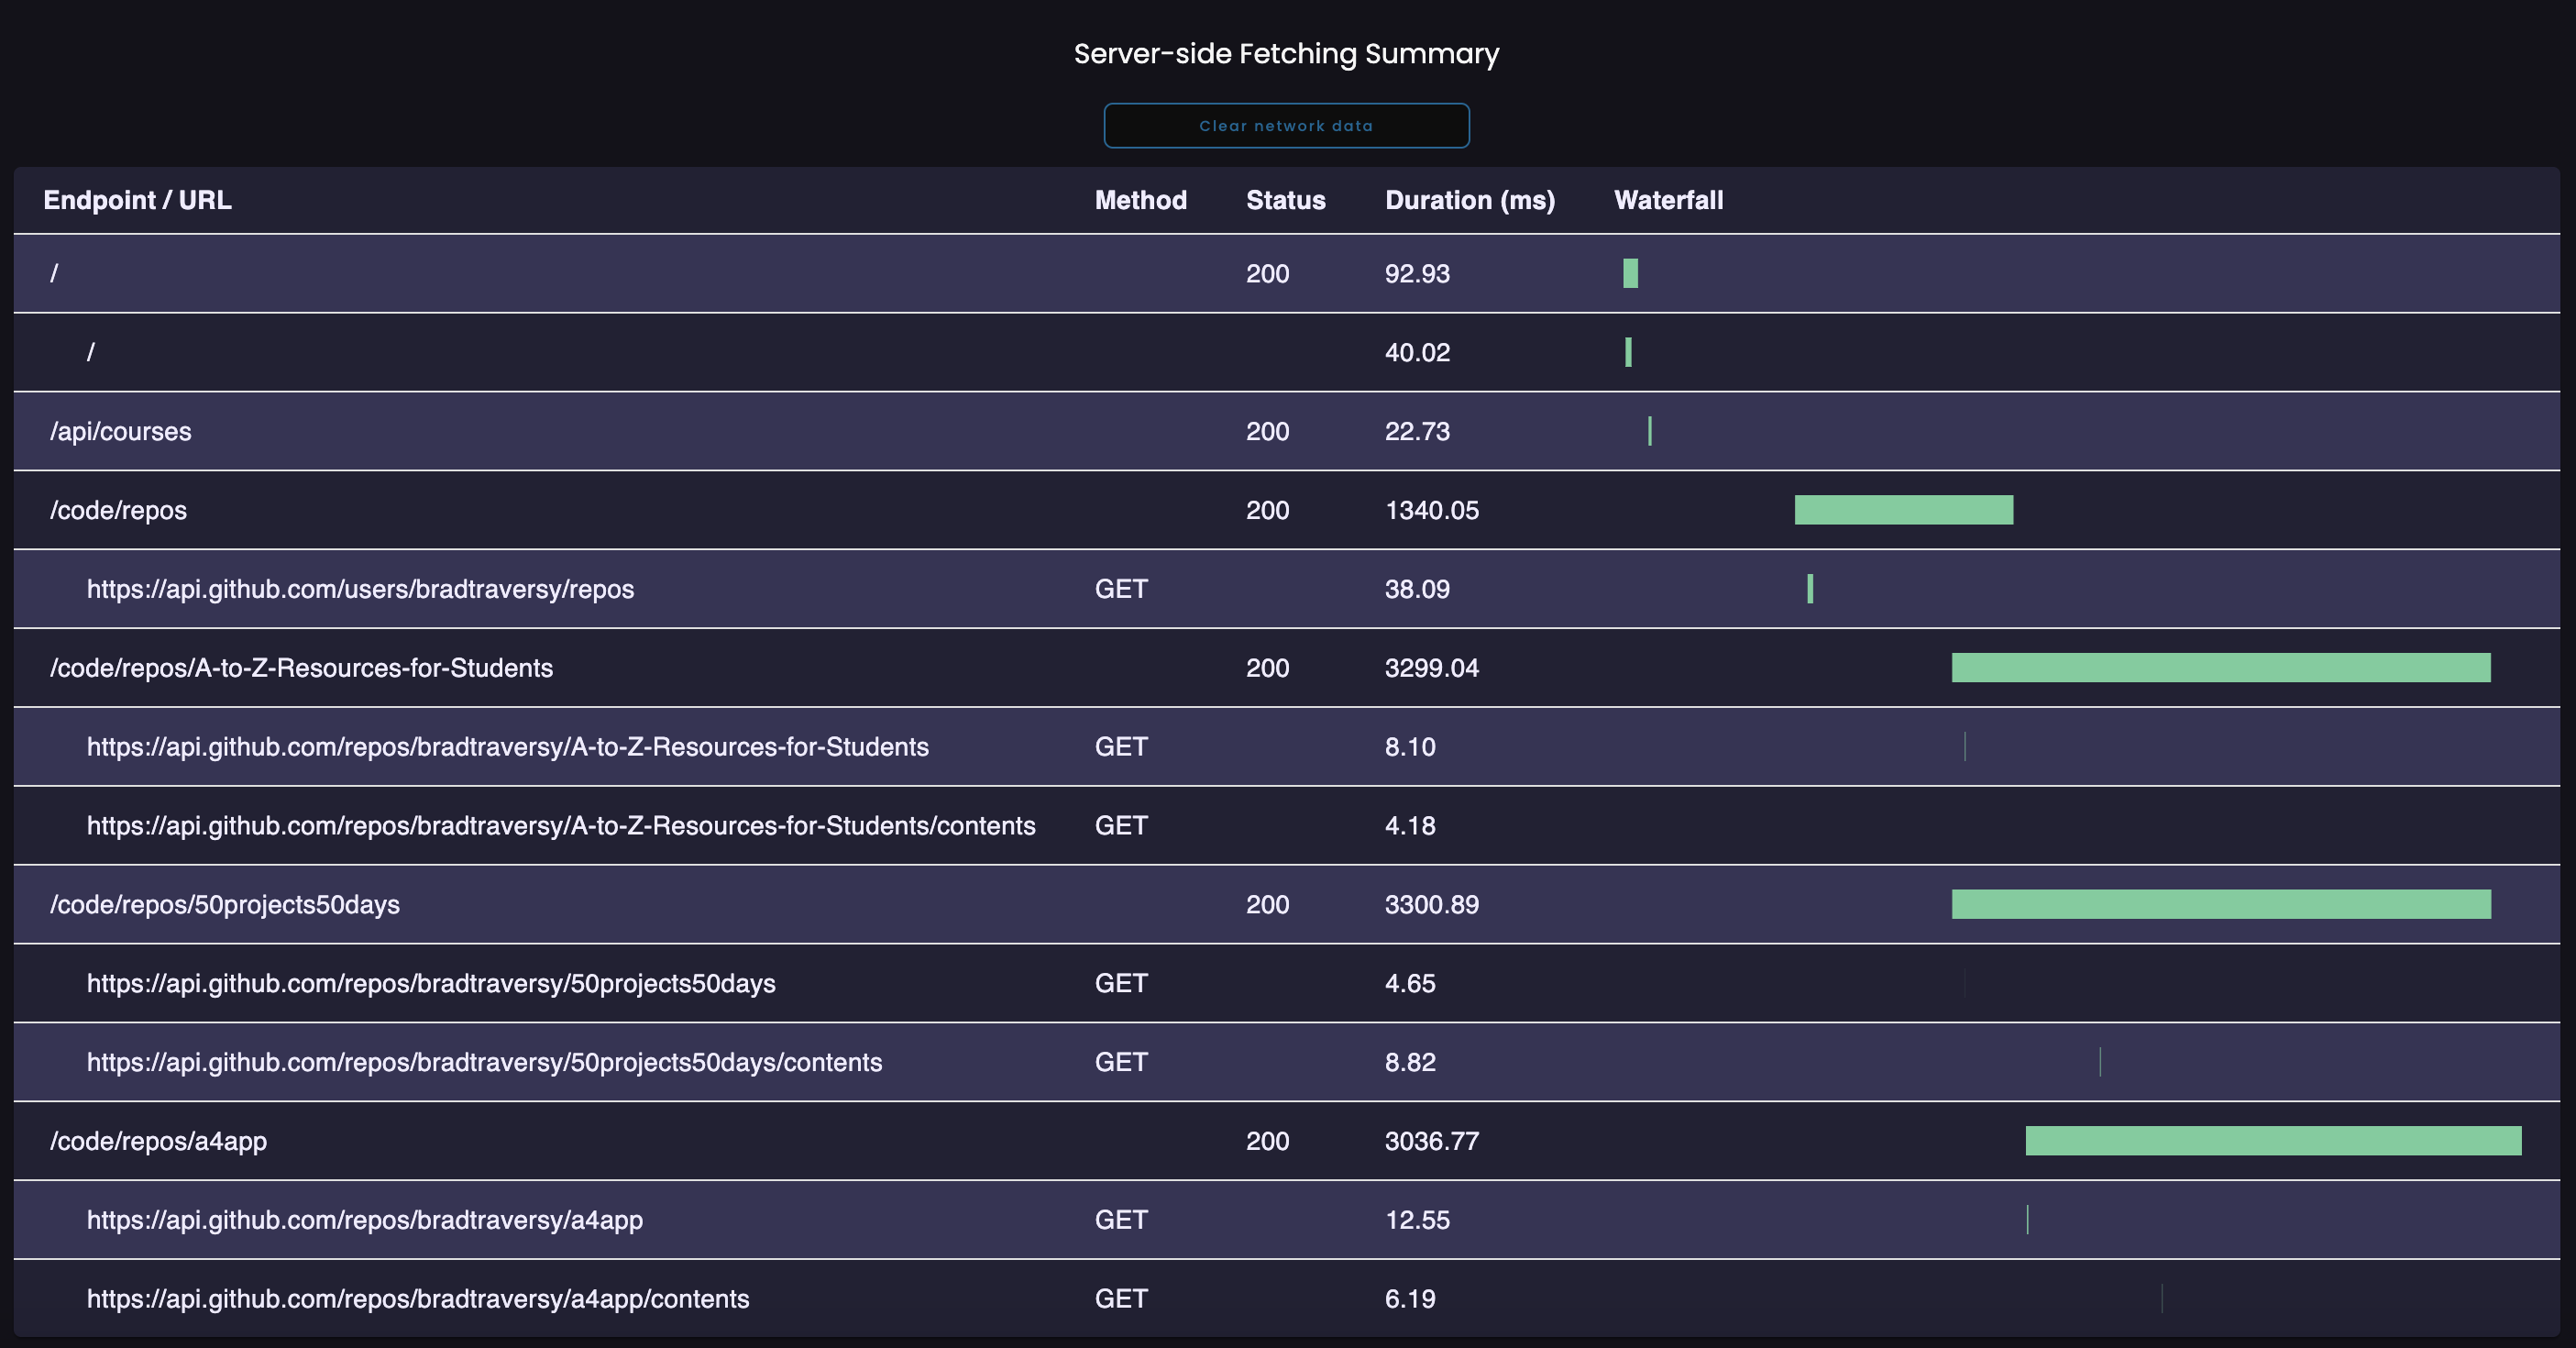 Server-side Fetching Summary
Clear network data
Endpoint / URL Method Status Duration (ms) Waterfall
/ 200 92.93
/ 40.02
/api/courses 200 22.73
/code/repos 200 1340.05
https://api.github.com/users/bradtraversy/repos GET 38.09
/code/repos/A-to-Z-Resources-for-Students 200 3299.04
https://api.github.com/repos/bradtraversy/A-to-Z-Resources-for-Students GET 8.10
https://api.github.com/repos/bradtraversy/A-to-Z-Resources-for-Students/contents GET 4.18
/code/repos/50projects50days 200 3300.89
https://api.github.com/repos/bradtraversy/50projects50days GET 4.65
https://api.github.com/repos/bradtraversy/50projects50days/contents GET 8.82
/code/repos/a4app 200 3036.77
https://api.github.com/repos/bradtraversy/a4app GET 12.55
https://api.github.com/repos/bradtraversy/a4app/contents GET 6.19